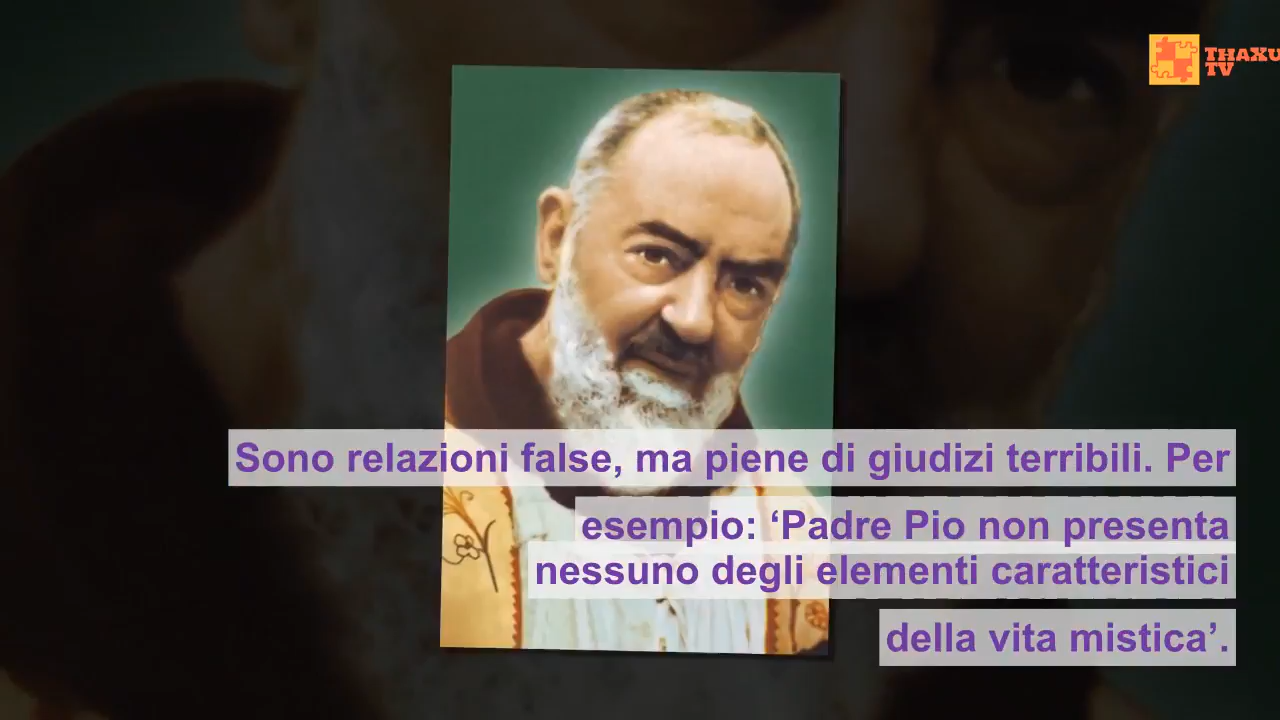 THAXU
TV
Sono relazioni false, ma piene di giudizi terribili. Per
esempio: ‘Padre Pio non presenta
nessuno degli elementi caratteristici
della vita mistica’.